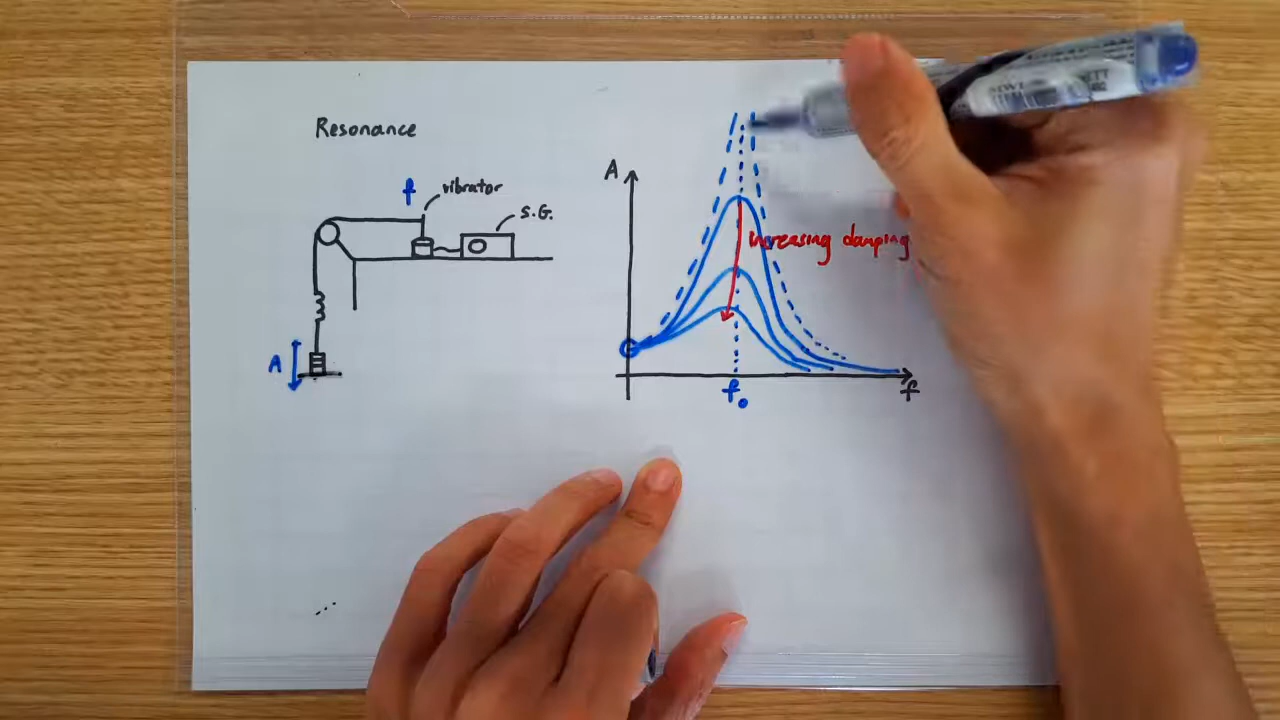 Resonance
f
vibrator
S.G.
A
A
increasing damping
f₀
f